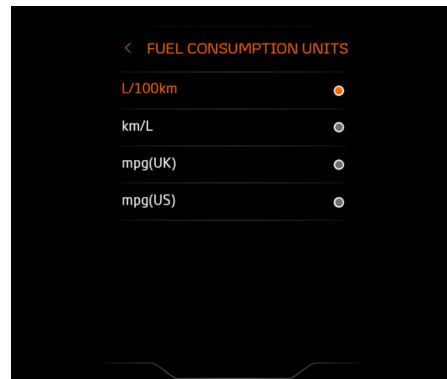 FUEL CONSUMPTION UNITS
L/100km
km/L
mpg(UK)
mpg(US)